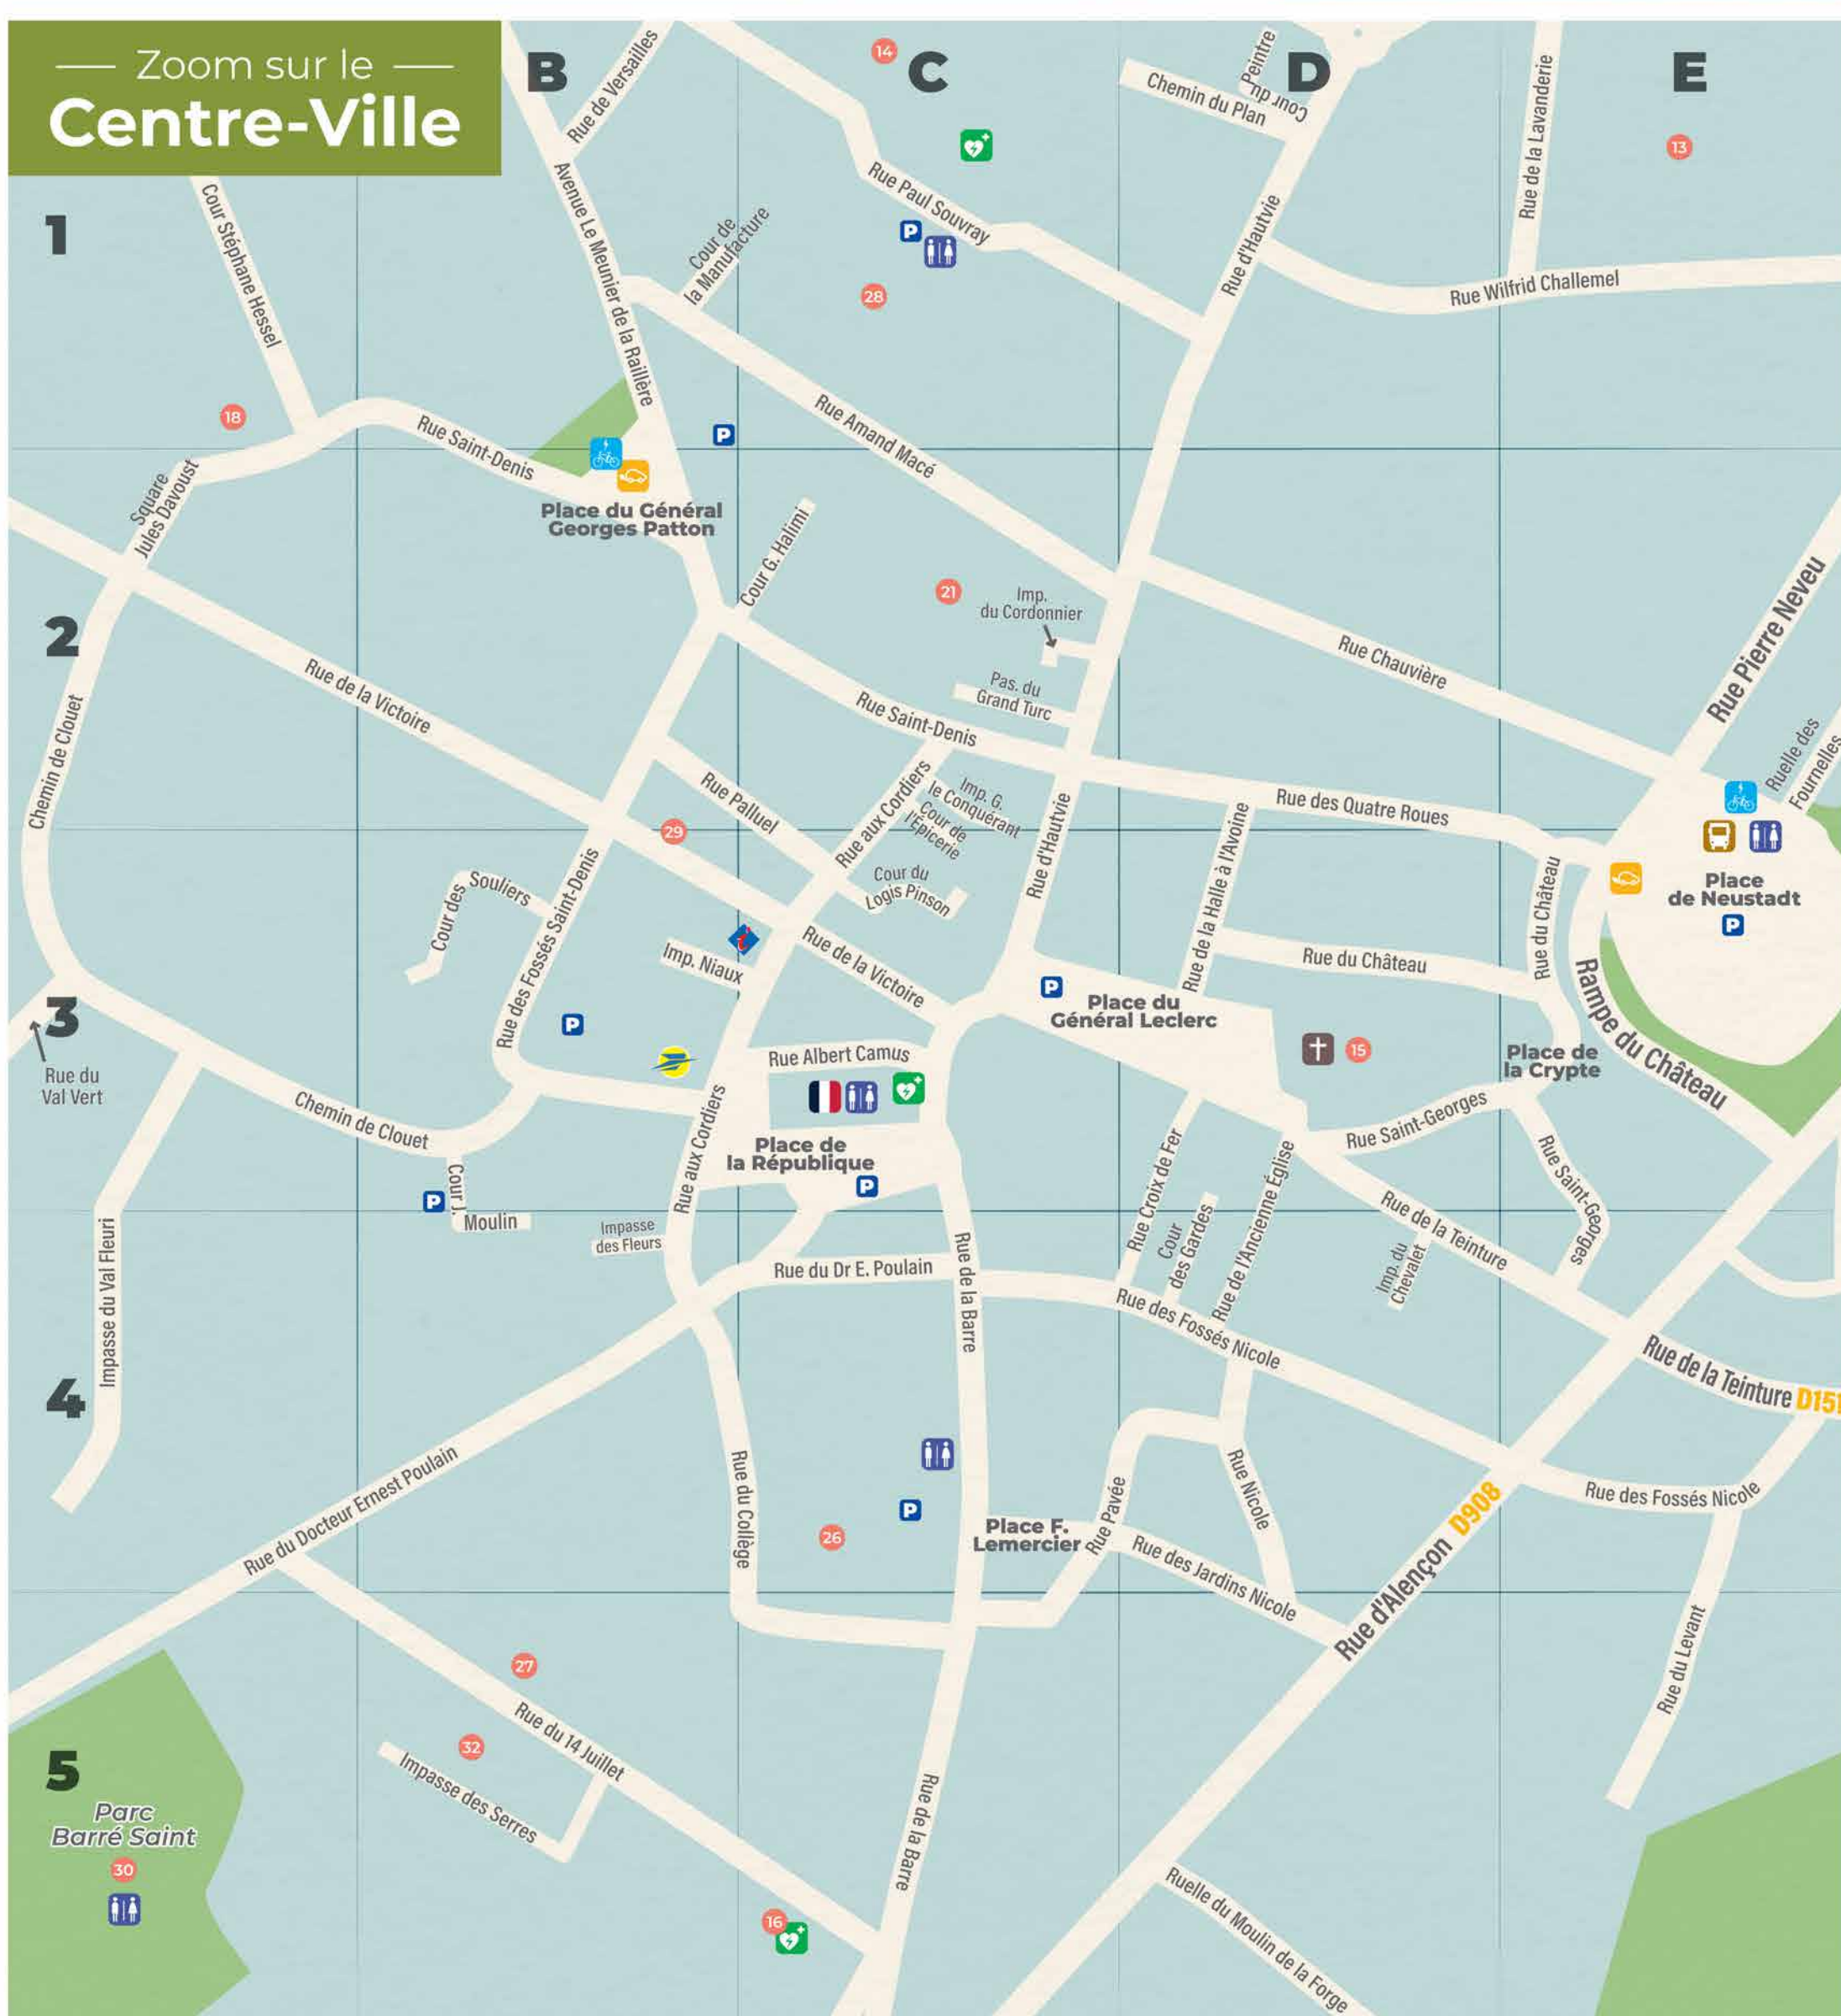 Zoom sur le
Centre-Ville
B
C
D
E
1
2
3
4
5
Rue de Versailles
14
Chemin du Plan
Cour du
Peintre
Rue de la Lavanderie
13
Cour Stéphane Hessel
Avenue Le Meunier de la Raillère
Cour de
la Manufacture
Rue Paul Souvray
P
28
Rue d'Hautvie
Rue Wilfrid Challemel
18
Rue Saint-Denis
P
Rue Amand Macé
Square
Jules Davoust
Place du Général
Georges Patton
Cour G. Halimi
21
Imp.
du Cordonnier
Rue Chauvière
Rue Pierre Neveu
Ruelle des
Fournelles
Chemin de Clouet
Rue de la Victoire
Pas. du
Grand Turc
Rue Saint-Denis
Rue Palluel
29
Rue aux Cordiers
Imp. G.
le Conquérant
Cour de
l'Épicerie
Cour du
Logis Pinson
Rue d'Hautvie
Rue des Quatre Roues
Rue de la Halle à l'Avoine
Rue du Château
Place
de Neustadt
P
Cour des
Souliers
Rue des Fossés Saint-Denis
i
Imp. Niaux
Rue de la Victoire
Rue du Château
P
Place du
Général Leclerc
Rampe du Château
P
Rue du
Val Vert
Rue Albert Camus
15
Place de
la Crypte
Chemin de Clouet
Cour J.
Moulin
P
Rue aux Cordiers
Place de
la République
P
Rue Croix de Fer
Cour
des Gardes
Rue de l'Ancienne Église
Rue Saint-Georges
Rue Saint-Georges
Impasse du Val Fleuri
Impasse
des Fleurs
Rue du Dr E. Poulain
Rue de la Barre
Rue des Fossés Nicole
Imp. du
Chevalet
Rue de la Teinture
Rue de la Teinture D151
Rue du Docteur Ernest Poulain
Rue du Collège
26
P
Place F.
Lemercier
Rue Pavée
Rue Nicole
Rue des Jardins Nicole
Rue d'Alençon D908
Rue des Fossés Nicole
Rue du Levant
27
Rue du 14 Juillet
32
Impasse des Serres
Parc
Barré Saint
30
Rue de la Barre
16
Ruelle du Moulin de la Forge